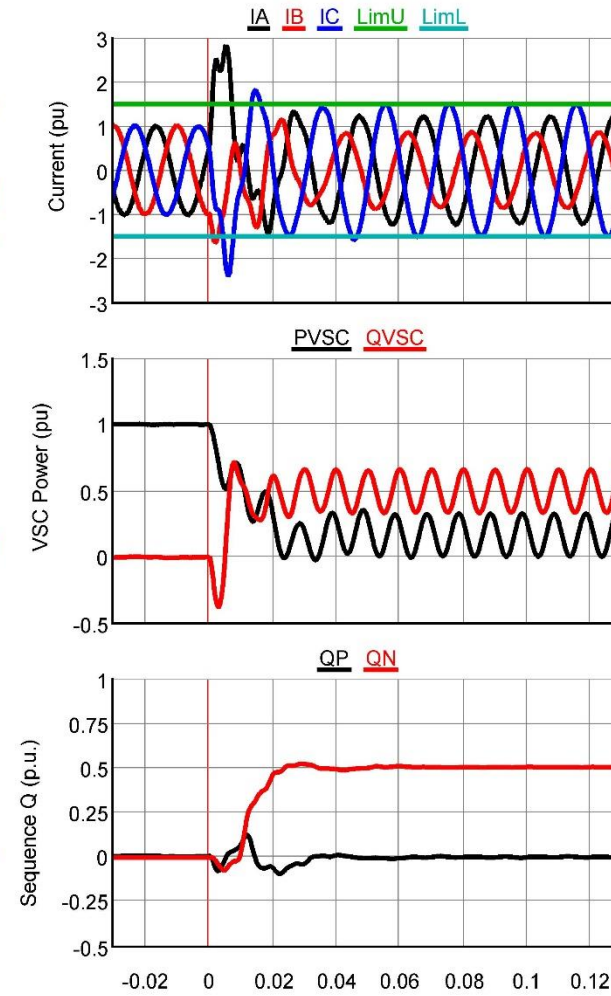 IA IB IC LimU LimL
3
2
1
0
-1
-2
-3
Current (pu)
PVSC QVSC
1.5
1
0.5
0
-0.5
VSC Power (pu)
QP QN
1
0.75
0.5
0.25
0
-0.25
-0.5
Sequence Q (p.u.)
-0.02 0 0.02 0.04 0.06 0.08 0.1 0.12